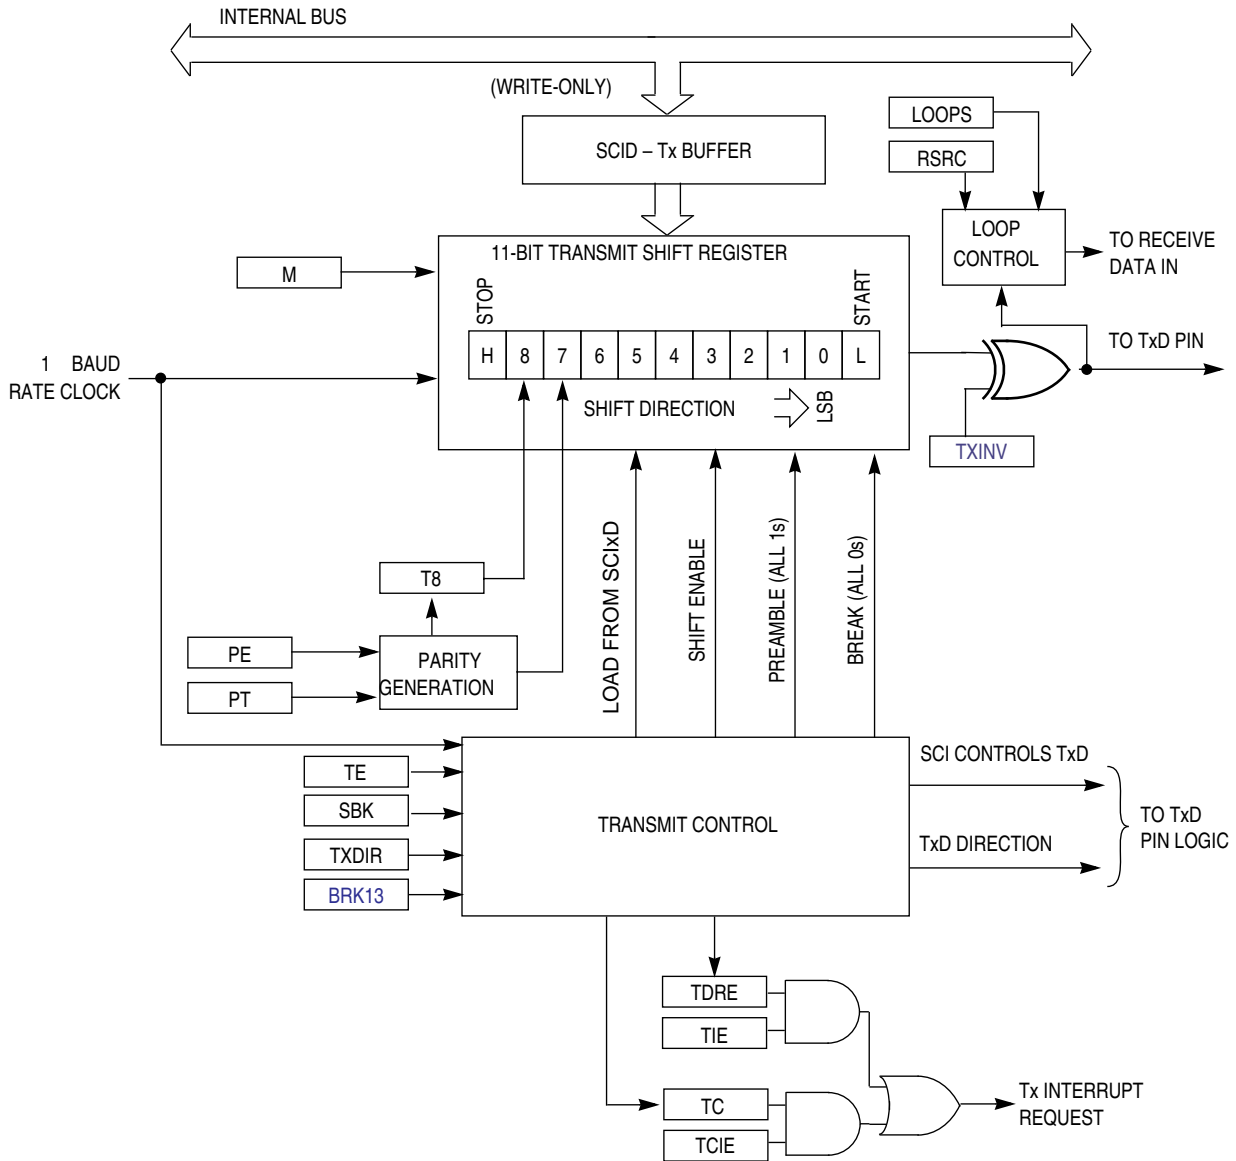 INTERNAL BUS
(WRITE-ONLY)
SCID – Tx BUFFER
LOOPS
RSRC
LOOP
CONTROL
TO RECEIVE
DATA IN
11-BIT TRANSMIT SHIFT REGISTER
M
STOP
START
H 8 7 6 5 4 3 2 1 0 L
1 BAUD
RATE CLOCK
SHIFT DIRECTION
LSB
TO TxD PIN
TXINV
LOAD FROM SCIxD
SHIFT ENABLE
PREAMBLE (ALL 1s)
BREAK (ALL 0s)
T8
PE
PT
PARITY
GENERATION
TE
SBK
TXDIR
BRK13
TRANSMIT CONTROL
SCI CONTROLS TxD
TxD DIRECTION
TO TxD
PIN LOGIC
TDRE
TIE
TC
TCIE
Tx INTERRUPT
REQUEST